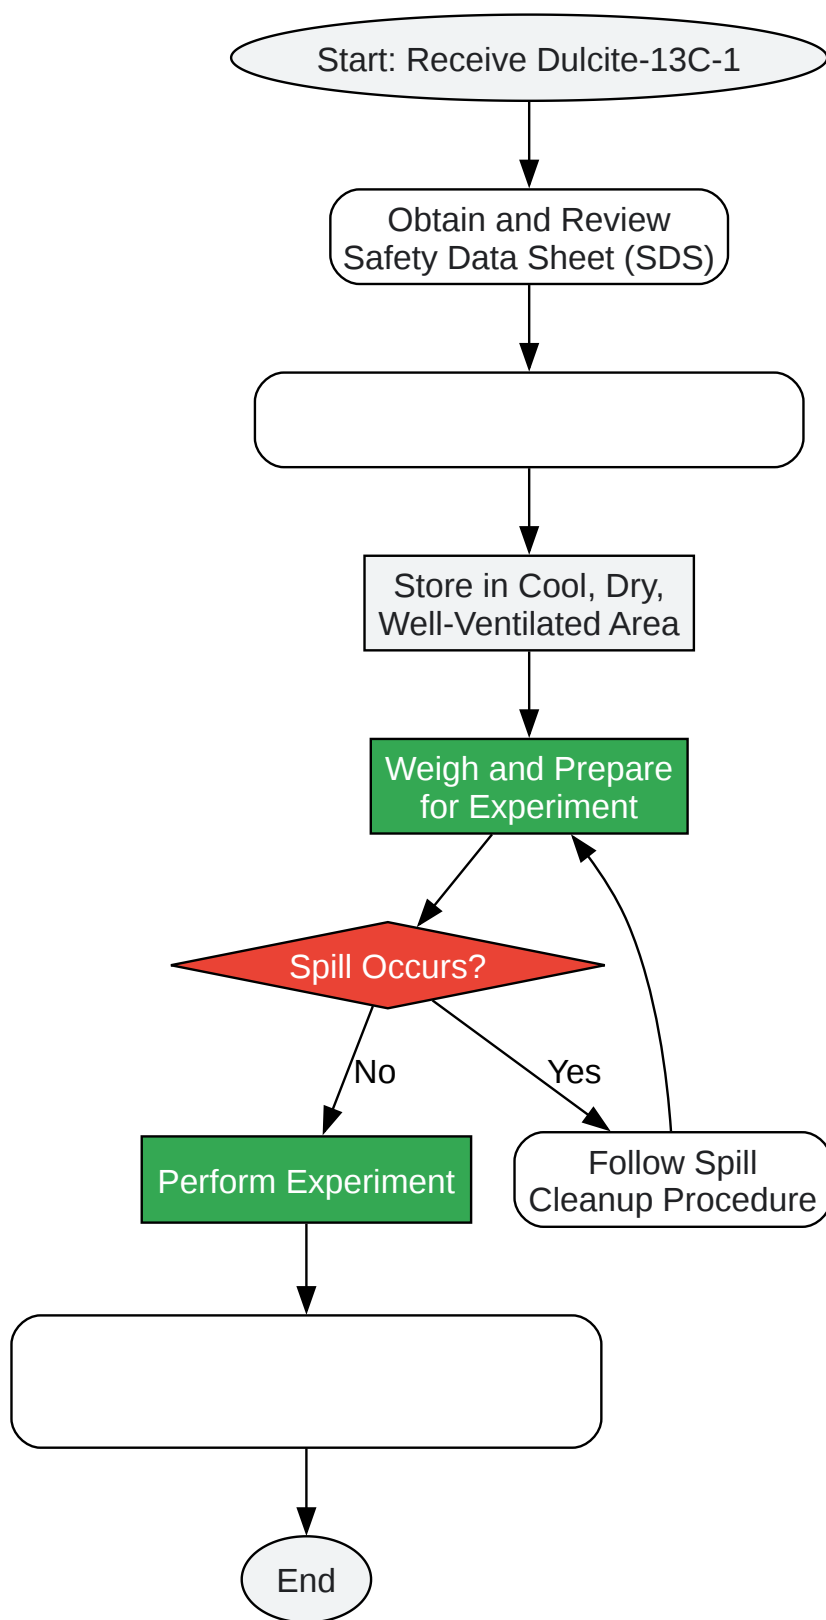 Start: Receive Dulcite-13C-1
Obtain and Review
Safety Data Sheet (SDS)
Store in Cool, Dry,
Well-Ventilated Area
Weigh and Prepare
for Experiment
Spill Occurs?
No
Yes
Perform Experiment
Follow Spill
Cleanup Procedure
End